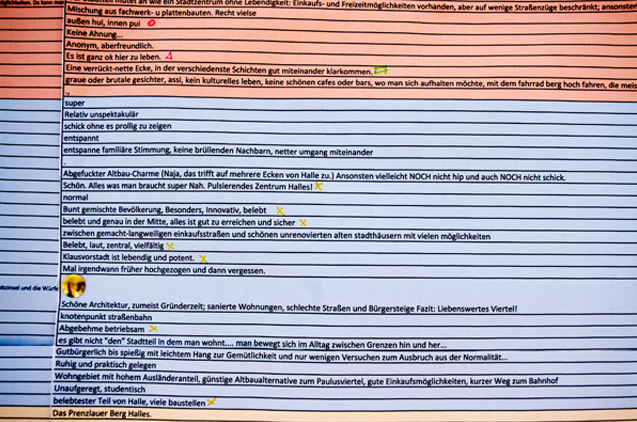 mutet an wie ein Stadtzentrum ohne Lebendigkeit: Einkaufs- und Freizeitmöglichkeiten vorhanden, aber auf wenige Straßenzüge beschränkt; ansonsten
Mischung aus fachwerk- u plattenbauten. Recht vielse
außen hui, innen pui
Keine Ahnung...
Anonym, aberfreundlich.
Es ist ganz ok hier zu leben.
Eine verrückt-nette Ecke, in der verschiedenste Schichten gut miteinander klarkommen.
graue oder brutale gesichter, assi, kein kulturelles leben, keine schönen cafes oder bars, wo man sich aufhalten möchte, mit dem fahrrad berg hoch fahren, die meis
super
Relativ unspektakulär
schick ohne es prollig zu zeigen
entspannt
entspanne familiäre Stimmung, keine brüllenden Nachbarn, netter umgang miteinander
.
Abgefuckter Altbau-Charme (Naja, das trifft auf mehrere Ecken von Halle zu.) Ansonsten vielleicht NOCH nicht hip und auch NOCH nicht schick.
Schön. Alles was man braucht super Nah. Pulsierendes Zentrum Halles!
normal
Bunt gemischte Bevölkerung, Besonders, Innovativ, belebt
belebt und genau in der Mitte, alles ist gut zu erreichen und sicher
zwischen gemacht-langweiligen einkaufsstraßen und schönen unrenovierten alten stadthäusern mit vielen möglichkeiten
Belebt, laut, zentral, vielfältig
Klausvorstadt ist lebendig und potent.
Mal irgendwann früher hochgezogen und dann vergessen.
und die Würfe
Schöne Architektur, zumeist Gründerzeit; sanierte Wohnungen, schlechte Straßen und Bürgersteige Fazit: Liebenswertes Viertel!
knotenpunkt straßenbahn
Abgebehme betriebsam
es gibt nicht "den" Stadtteil in dem man wohnt.... man bewegt sich im Alltag zwischen Grenzen hin und her...
Gutbürgerlich bis spießig mit leichtem Hang zur Gemütlichkeit und nur wenigen Versuchen zum Ausbruch aus der Normalität...
Ruhig und praktisch gelegen
Wohngebiet mit hohem Ausländeranteil, günstige Altbaualternative zum Paulusviertel, gute Einkaufsmöglichkeiten, kurzer Weg zum Bahnhof
Unaufgeregt, studentisch
belebtester Teil von Halle, viele baustellen
Das Prenzlauer Berg Halles.